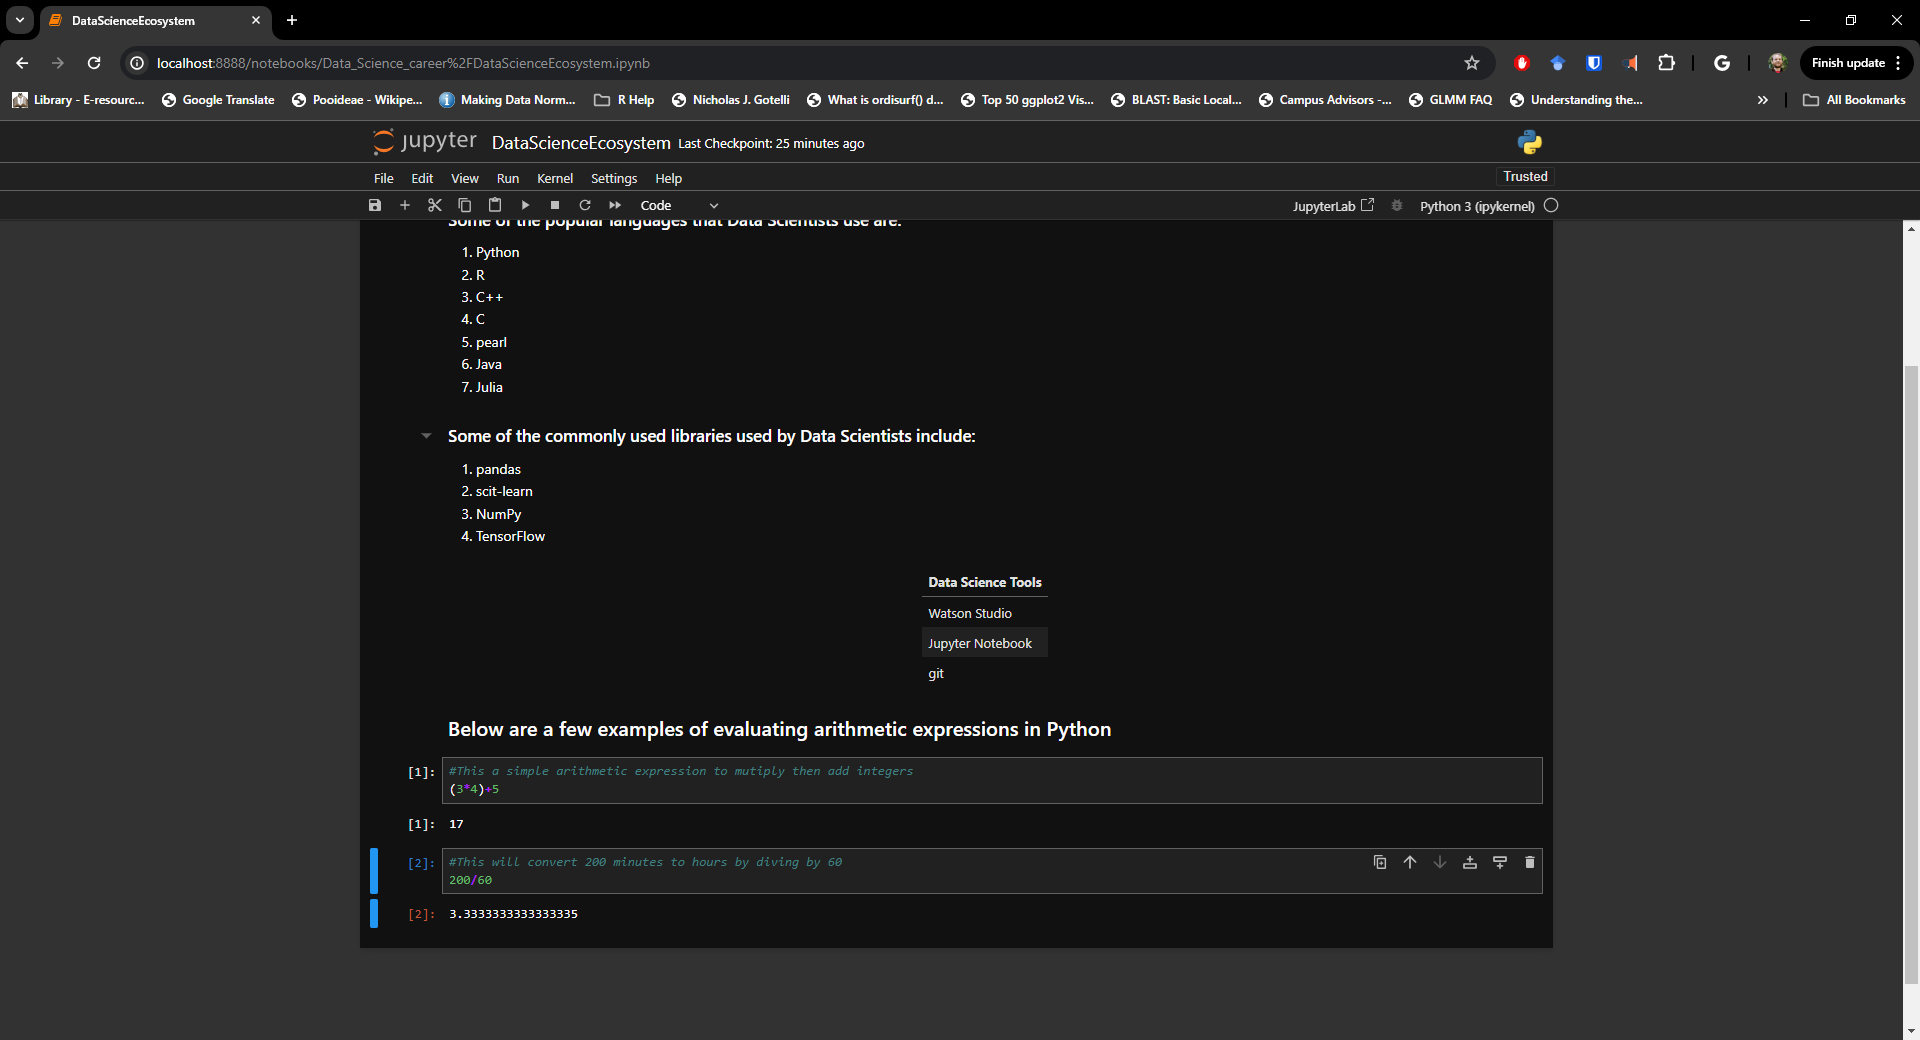 DataScienceEcosystem
localhost:8888/notebooks/Data_Science_career%2FDataScienceEcosystem.ipynb
Finish update
Library - E-resourc... Google Translate Pooideae - Wikipe... Making Data Norm... R Help Nicholas J. Gotelli What is ordisurf() d... Top 50 ggplot2 Vis... BLAST: Basic Local... Campus Advisors -... GLMM FAQ Understanding the... All Bookmarks
jupyter DataScienceEcosystem Last Checkpoint: 25 minutes ago
File Edit View Run Kernel Settings Help Trusted
Code JupyterLab Python 3 (ipykernel)
Some of the popular languages that Data Scientists use are:
1. Python
2. R
3. C++
4. C
5. pearl
6. Java
7. Julia
Some of the commonly used libraries used by Data Scientists include:
1. pandas
2. scit-learn
3. NumPy
4. TensorFlow
Data Science Tools
Watson Studio
Jupyter Notebook
git
Below are a few examples of evaluating arithmetic expressions in Python
[1]: #This a simple arithmetic expression to mutiply then add integers
(3*4)+5
[1]: 17
[2]: #This will convert 200 minutes to hours by diving by 60
200/60
[2]: 3.3333333333333335